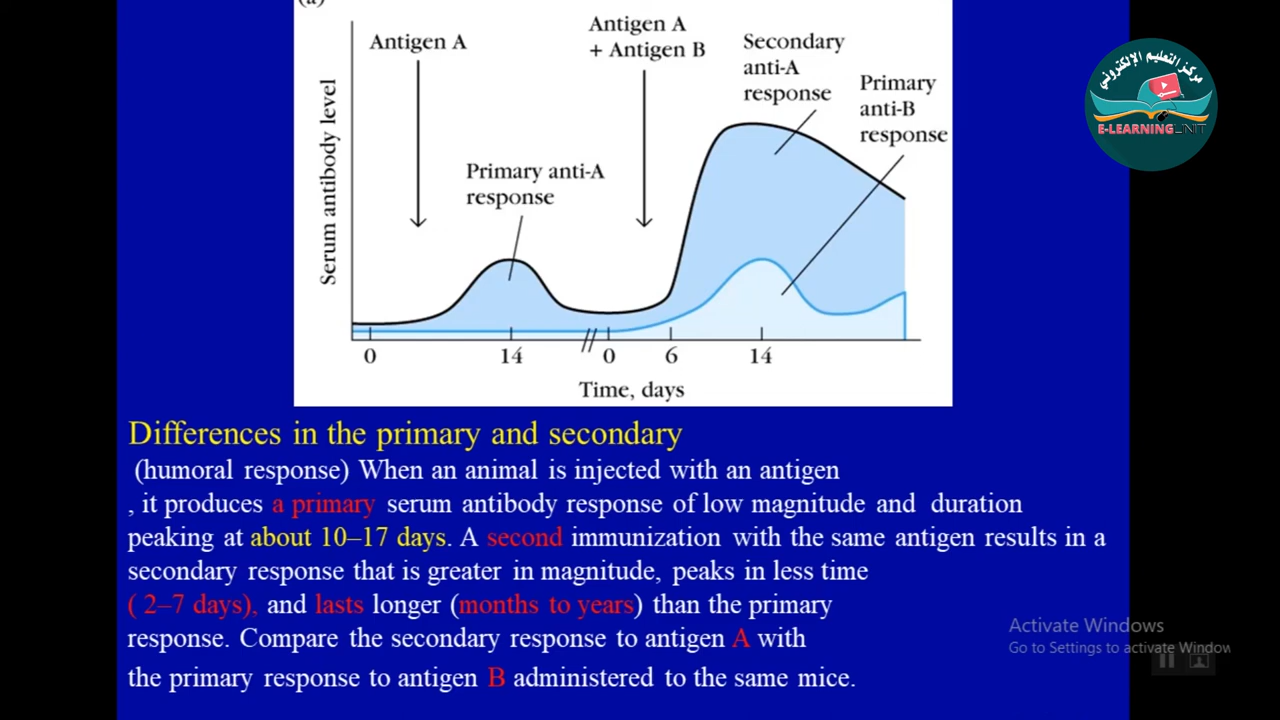 (a)
Antigen A
Antigen A
+ Antigen B
Secondary
anti-A
response
Primary
anti-B
response
Primary anti-A
response
Serum antibody level
0
14
0
6
14
Time, days
مركز التعليم الإلكتروني
E-LEARNING UNIT
Differences in the primary and secondary
(humoral response) When an animal is injected with an antigen
, it produces a primary serum antibody response of low magnitude and duration
peaking at about 10–17 days. A second immunization with the same antigen results in a
secondary response that is greater in magnitude, peaks in less time
( 2–7 days), and lasts longer (months to years) than the primary
response. Compare the secondary response to antigen A with
the primary response to antigen B administered to the same mice.
Activate Windows
Go to Settings to activate Window